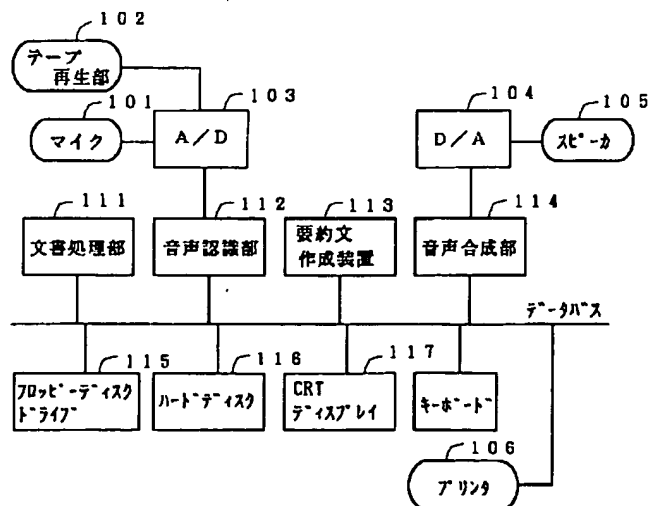 102
テープ
再生部
101
103
104
105
マイク
A/D
D/A
スピーカ
111
112
113
114
文書処理部
音声認識部
要約文
作成装置
音声合成部
データバス
115
116
117
フロッピーディスク
ドライブ
ハードディスク
CRT
ディスプレイ
キーボード
106
プリンタ